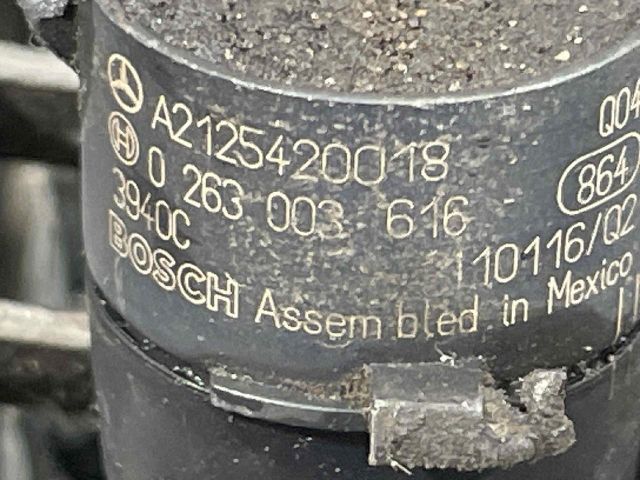 A2125420018
0 263 003 616
3940C
BOSCH Assembled in Mexico
Q04
864
110116/Q2